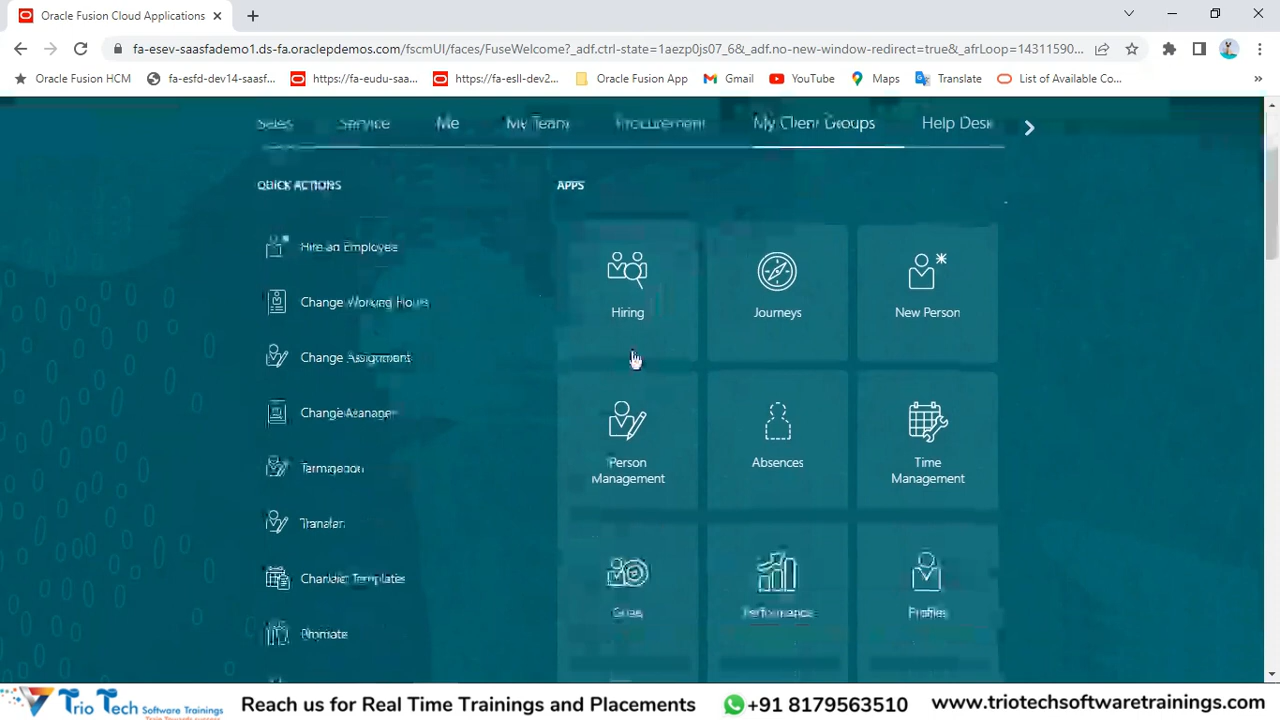 Oracle Fusion Cloud Applications
fa-esev-saasfademo1.ds-fa.oraclepdemos.com/fscmUI/faces/FuseWelcome?_adf.ctrl-state=1aezp0js07_6&_adf.no-new-window-redirect=true&_afrLoop=14311590...
Oracle Fusion HCM
fa-esfd-dev14-saasf...
https://fa-eudu-saa...
https://fa-esll-dev2...
Oracle Fusion App
Gmail
YouTube
Maps
Translate
List of Available Co...
Sales
Service
Me
My Team
Procurement
My Client Groups
Help Desk
QUICK ACTIONS
APPS
Hire an Employee
Change Working Hours
Change Assignment
Change Manager
Termination
Transfer
Templates
Promote
Hiring
Journeys
New Person
Person
Management
Absences
Time
Management
Goals
Performance
Profiles
Trio Tech Software Trainings
Train Towards success
Reach us for Real Time Trainings and Placements
+91 8179563510
www.triotechsoftwaretrainings.com